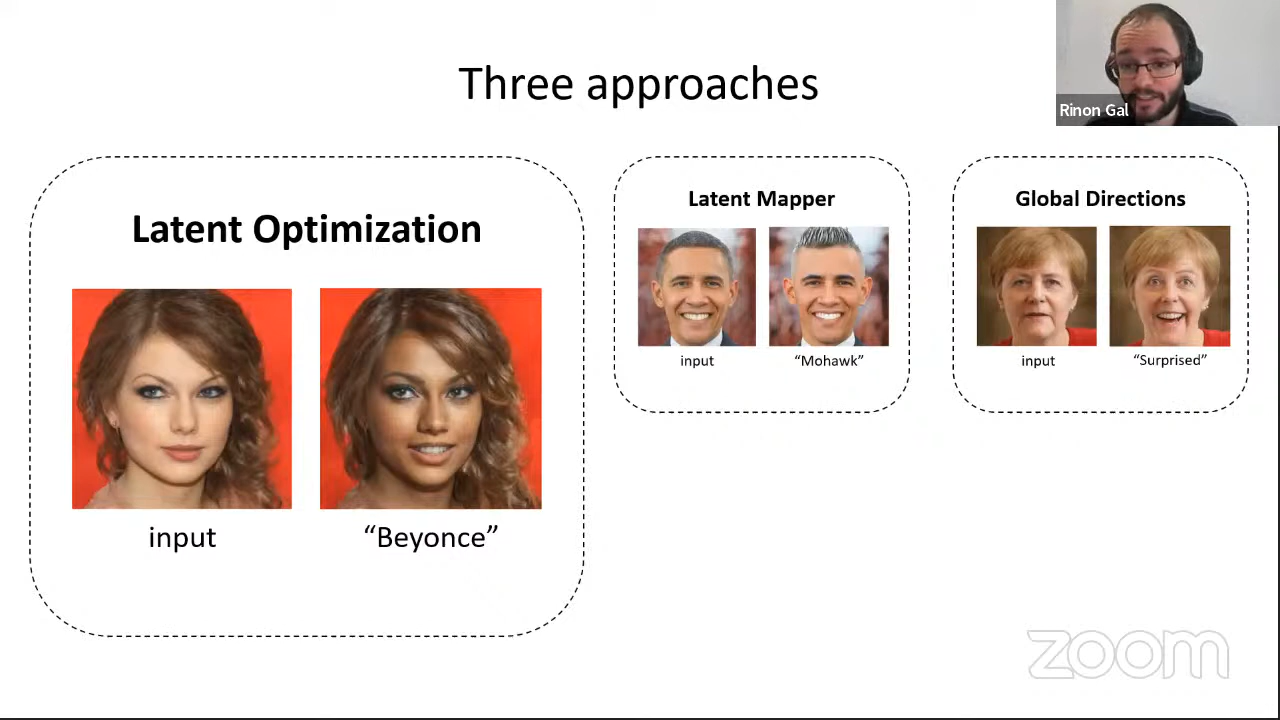 Three approaches
Rinon Gal
Latent Optimization
input
“Beyonce”
Latent Mapper
input
“Mohawk”
Global Directions
input
“Surprised”
zoom